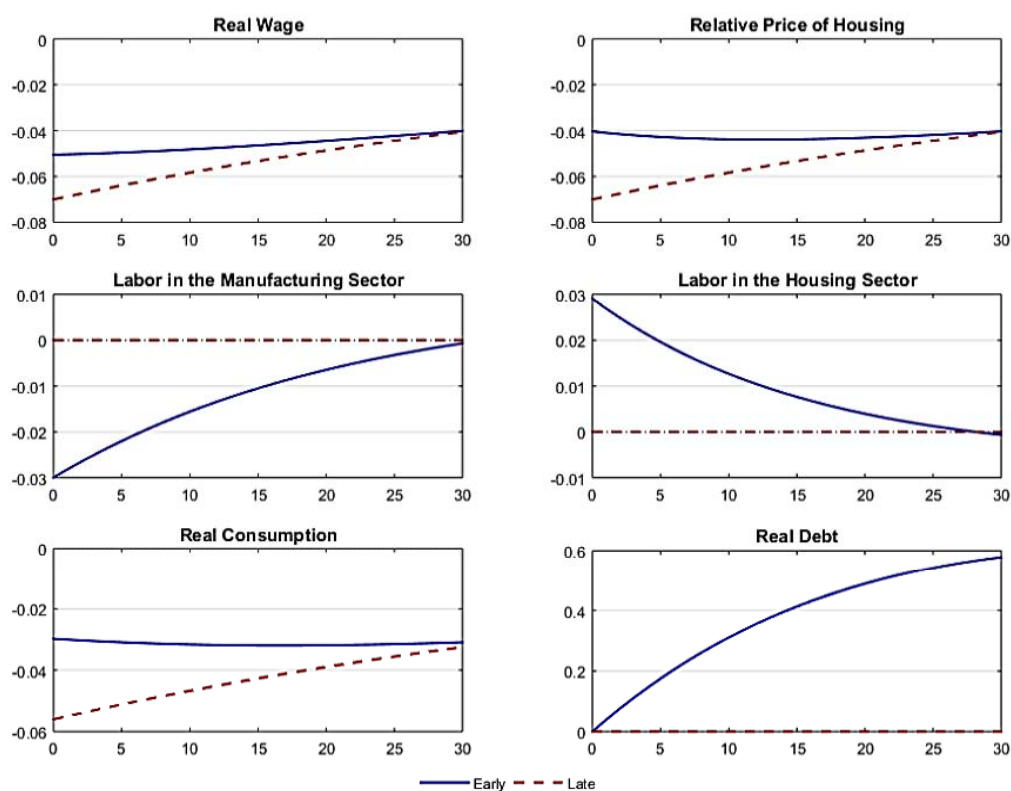 Real Wage
0
-0.02
-0.04
-0.06
-0.08
0 5 10 15 20 25 30
Relative Price of Housing
0
-0.02
-0.04
-0.06
-0.08
0 5 10 15 20 25 30
Labor in the Manufacturing Sector
0.01
0
-0.01
-0.02
-0.03
0 5 10 15 20 25 30
Labor in the Housing Sector
0.03
0.02
0.01
0
-0.01
0 5 10 15 20 25 30
Real Consumption
0
-0.02
-0.04
-0.06
0 5 10 15 20 25 30
Real Debt
0.6
0.4
0.2
0
0 5 10 15 20 25 30
Early Late